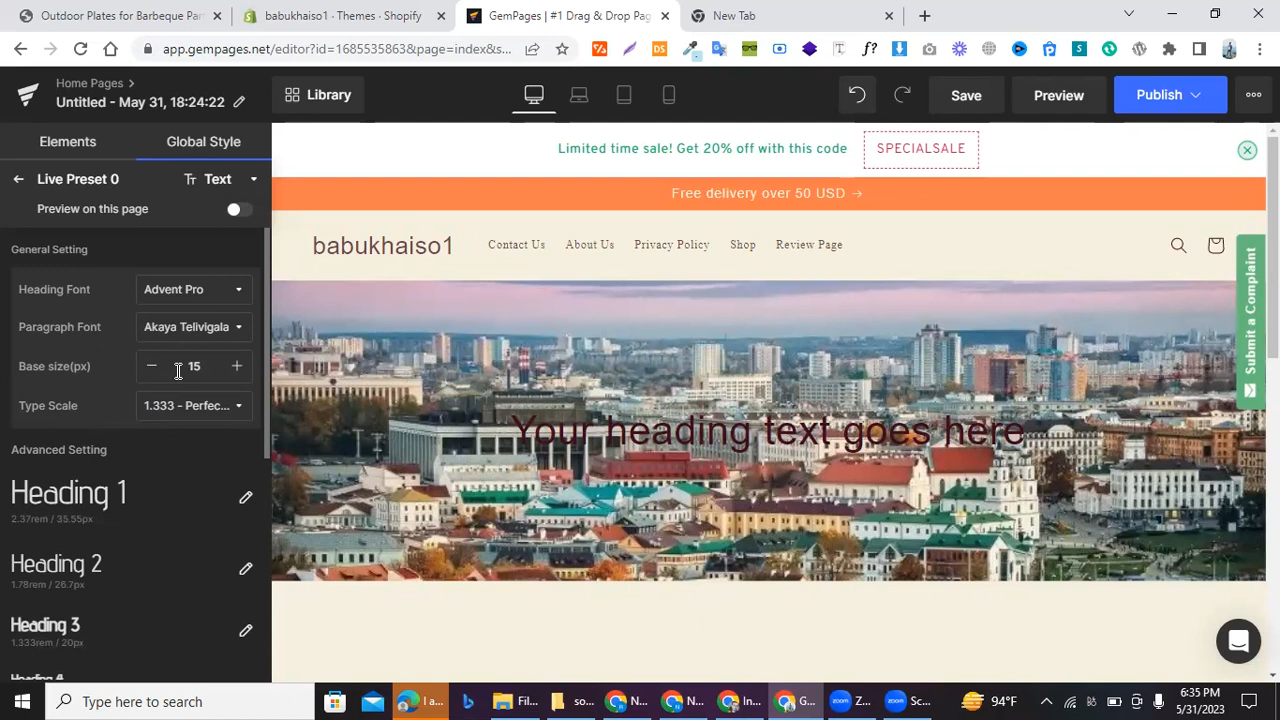 Outdoor Plates for Barbeque Pa
babukhaiso1 · Themes · Shopify
GemPages | #1 Drag & Drop Pag
New Tab
app.gempages.net/editor?id=1685535863&page=index&s...
Home Pages
Untitled - May 31, 18:24:22
Library
Save
Preview
Publish
Elements
Global Style
Live Preset 0
Text
Preview on this page
General Setting
Heading Font
Advent Pro
Paragraph Font
Akaya Telivigala
Base size(px)
15
Type Scale
1.333 - Perfec...
Advanced Setting
Heading 1
2.37rem / 35.55px
Heading 2
1.78rem / 26.7px
Heading 3
1.333rem / 20px
Limited time sale! Get 20% off with this code
SPECIALSALE
Free delivery over 50 USD →
babukhaiso1
Contact Us
About Us
Privacy Policy
Shop
Review Page
Your heading text goes here
Submit a Complaint
Type here to search
I a...
Fil...
so...
N...
N...
In...
G...
Z...
Sc...
94°F
6:35 PM
5/31/2023